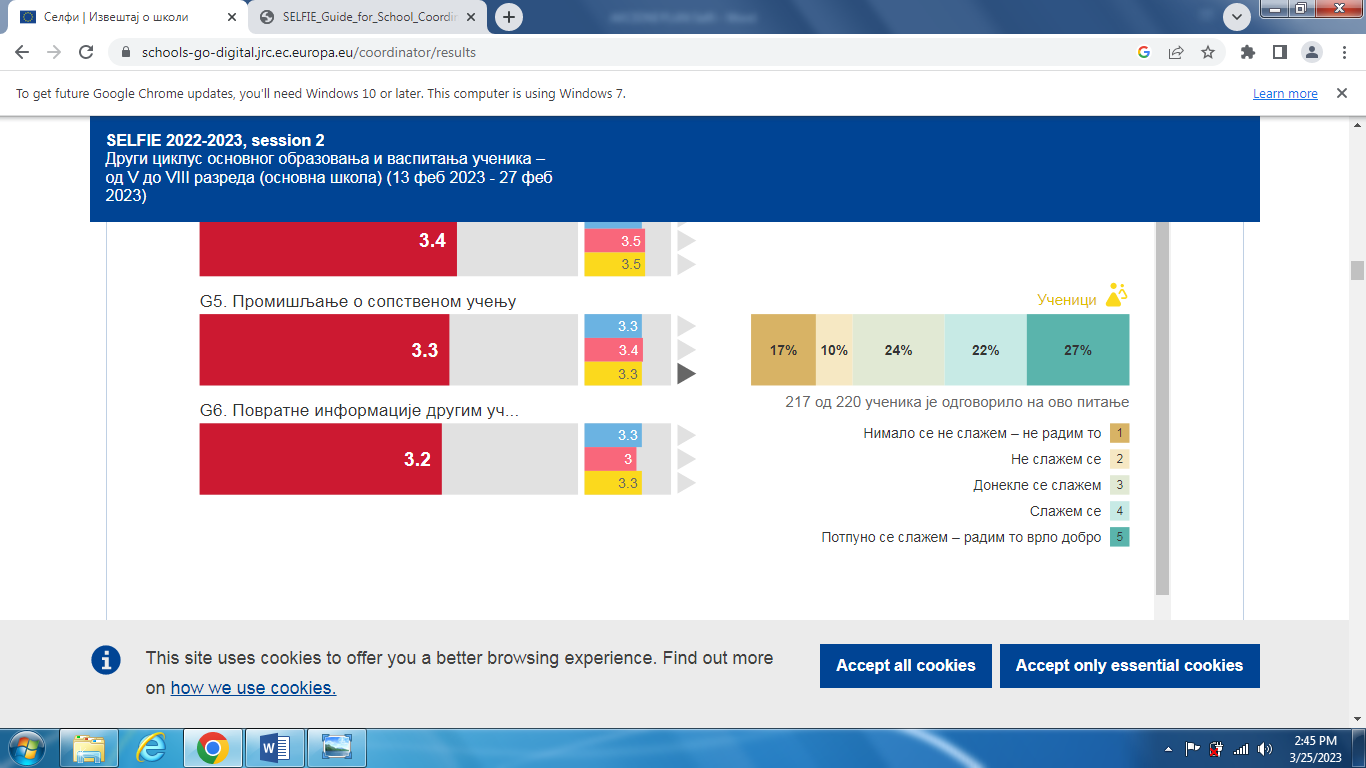 Селфи | Извештај о школи
SELFIE_Guide_for_School_Coordin
schools-go-digital.jrc.ec.europa.eu/coordinator/results
To get future Google Chrome updates, you'll need Windows 10 or later. This computer is using Windows 7.
Learn more
SELFIE 2022-2023, session 2
Други циклус основног образовања и васпитања ученика –
од V до VIII разреда (основна школа) (13 феб 2023 - 27 феб
2023)
3.4
3.5
3.5
G5. Промишљање о сопственом учењу
3.3
3.3
3.4
3.3
Ученици
17% 10% 24% 22% 27%
217 од 220 ученика је одговорило на ово питање
G6. Повратне информације другим уч...
3.2
3.3
3
3.3
Нимало се не слажем – не радим то 1
Не слажем се 2
Донекле се слажем 3
Слажем се 4
Потпуно се слажем – радим то врло добро 5
This site uses cookies to offer you a better browsing experience. Find out more
on how we use cookies.
Accept all cookies
Accept only essential cookies
2:45 PM
3/25/2023